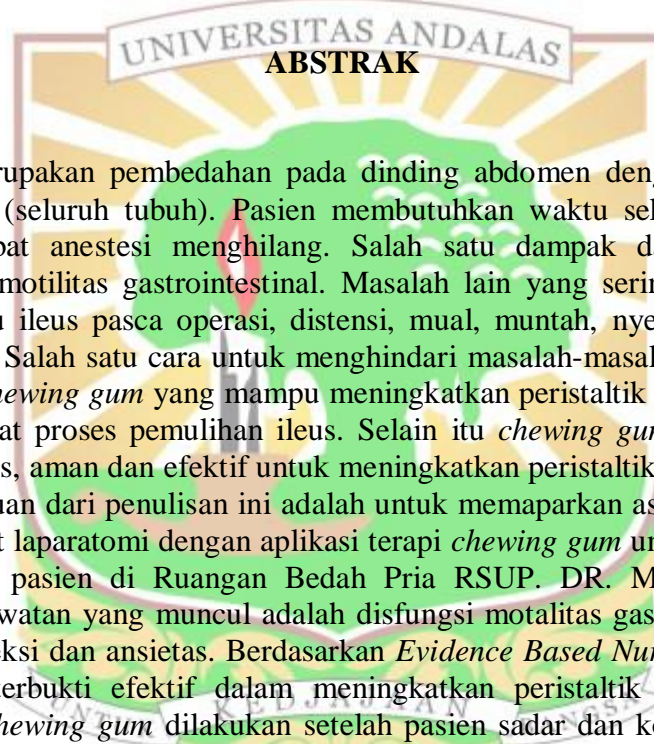 UNIVERSITAS ANDALAS
ABSTRAK
rupakan pembedahan pada dinding abdomen deng
(seluruh tubuh). Pasien membutuhkan waktu sel
bat anestesi menghilang. Salah satu dampak da
motilitas gastrointestinal. Masalah lain yang serin
u ileus pasca operasi, distensi, mual, muntah, nye
Salah satu cara untuk menghindari masalah-masal
hewing gum yang mampu meningkatkan peristaltik
at proses pemulihan ileus. Selain itu chewing gum
s, aman dan efektif untuk meningkatkan peristaltik
uan dari penulisan ini adalah untuk memaparkan as
t laparatomi dengan aplikasi terapi chewing gum un
pasien di Ruangan Bedah Pria RSUP. DR. M
watan yang muncul adalah disfungsi motalitas gas
eksi dan ansietas. Berdasarkan Evidence Based Nur
terbukti efektif dalam meningkatkan peristaltik
KEDJAJAAN
hewing gum dilakukan setelah pasien sadar dan ko